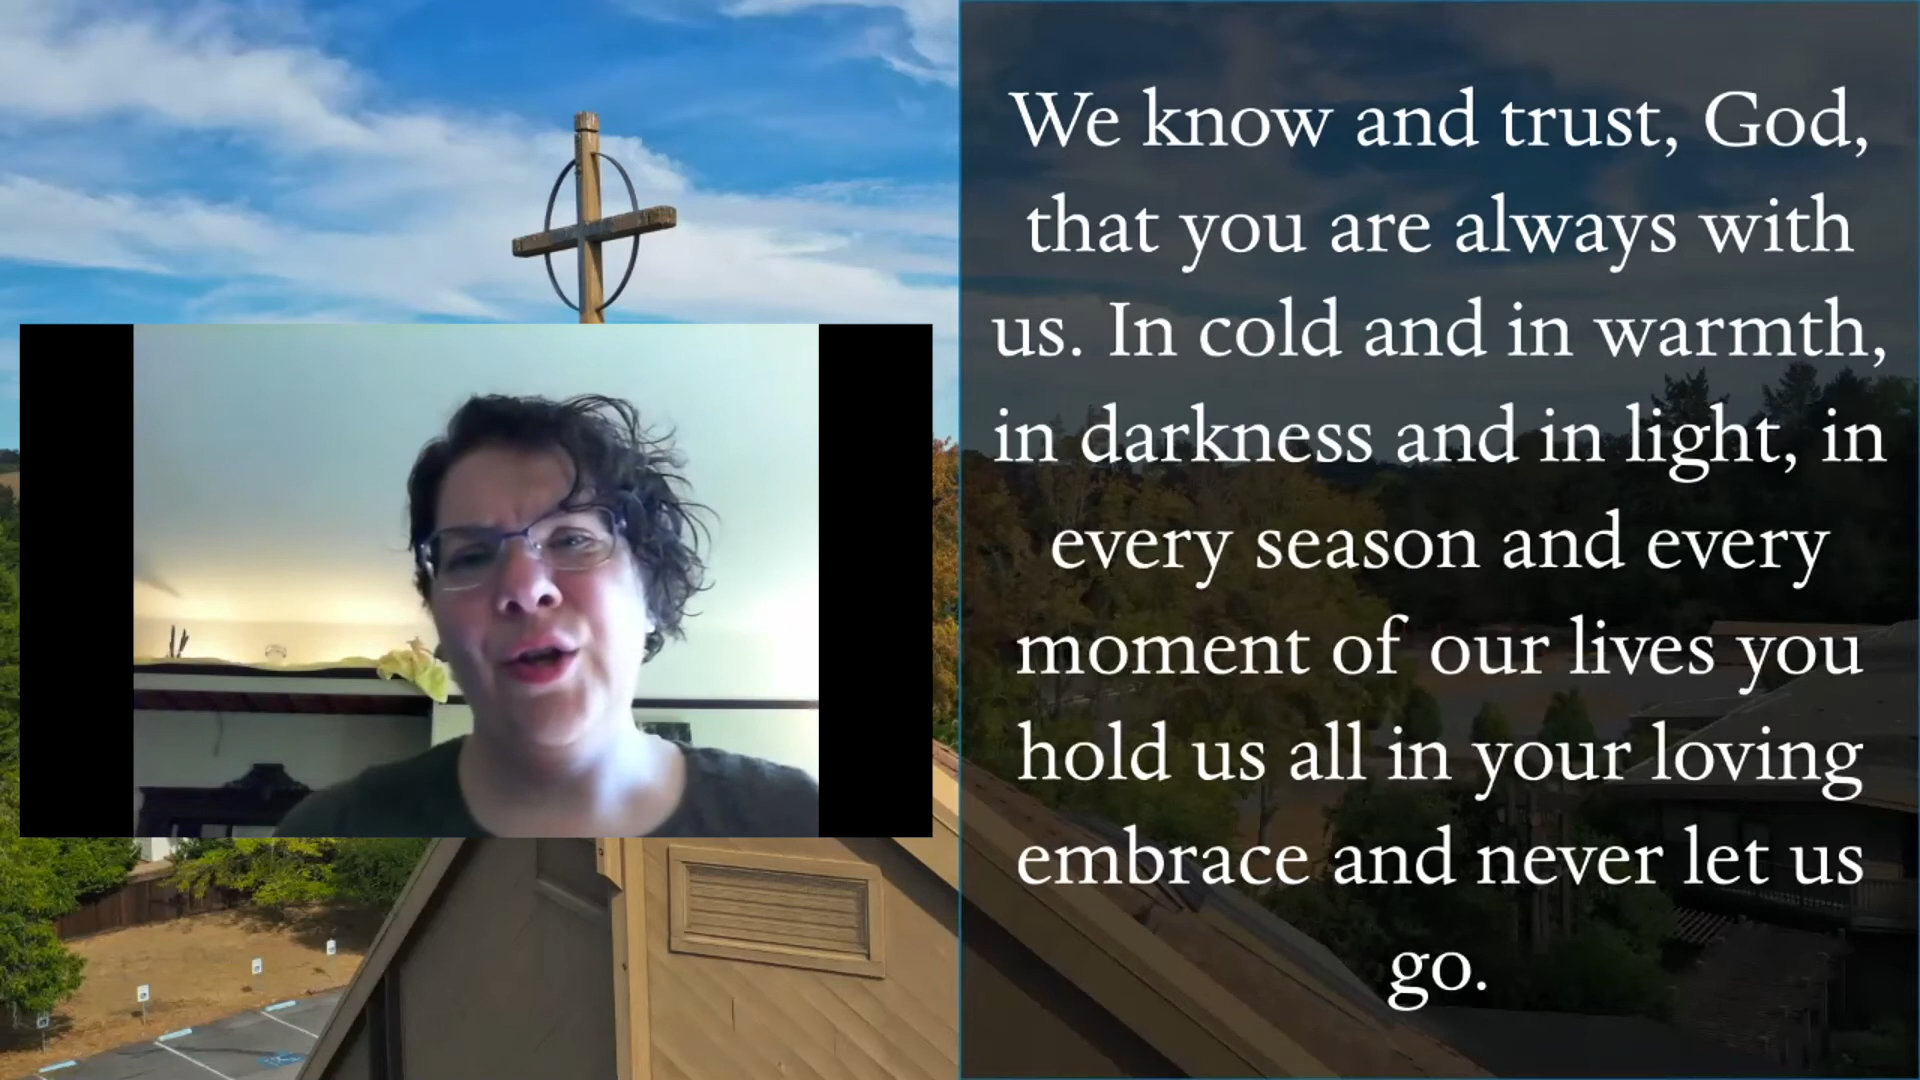 We know and trust, God,
that you are always with
us. In cold and in warmth,
in darkness and in light, in
every season and every
moment of our lives you
hold us all in your loving
embrace and never let us
go.